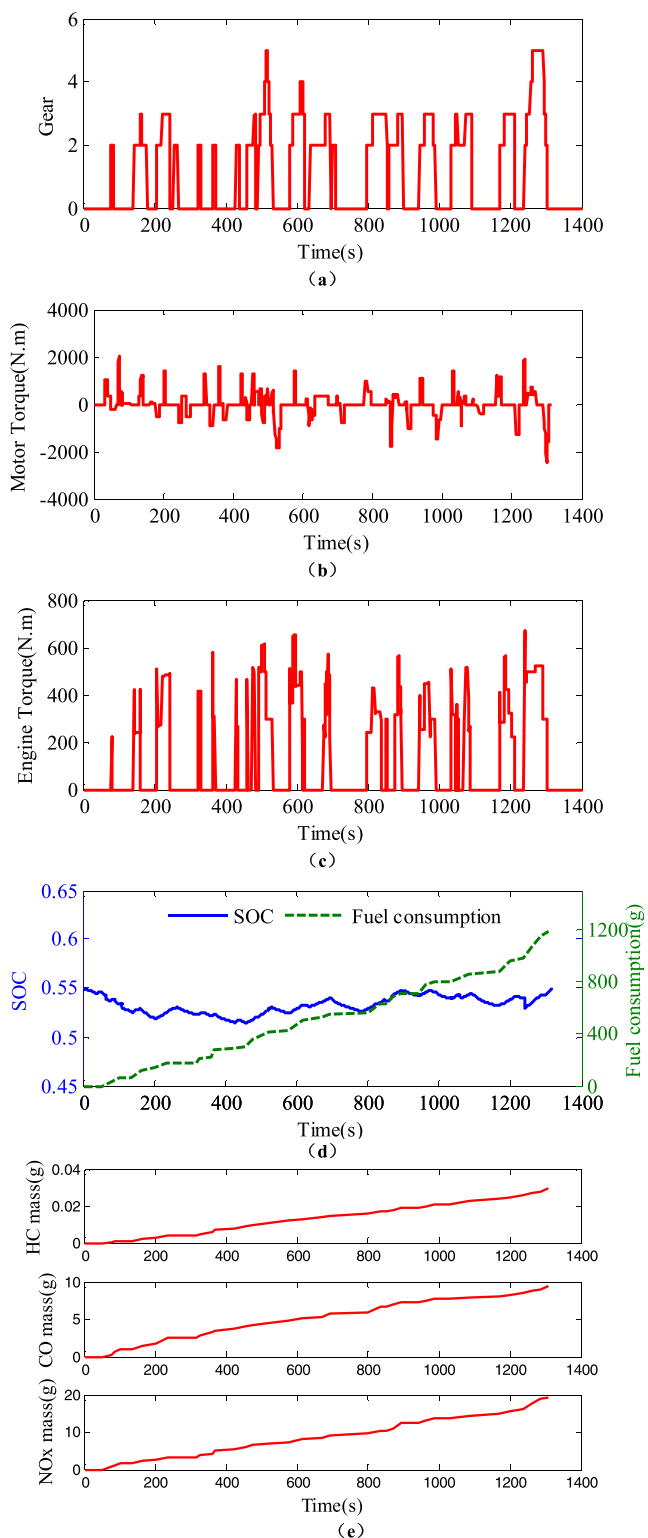 6
4
2
0
Gear
0 200 400 600 800 1000 1200 1400
Time(s)
（a）
4000
2000
0
-2000
-4000
Motor Torque(N.m)
0 200 400 600 800 1000 1200 1400
Time(s)
（b）
800
600
400
200
0
Engine Torque(N.m)
0 200 400 600 800 1000 1200 1400
Time(s)
（c）
0.65
0.6
0.55
0.5
0.45
SOC
SOC Fuel consumption
1200
800
400
0
Fuel consumption(g)
0 200 400 600 800 1000 1200 1400
Time(s)
（d）
0.04
0.02
0
HC mass(g)
0 200 400 600 800 1000 1200 1400
10
5
0
CO mass(g)
0 200 400 600 800 1000 1200 1400
20
10
0
NOx mass(g)
0 200 400 600 800 1000 1200 1400
Time(s)
（e）